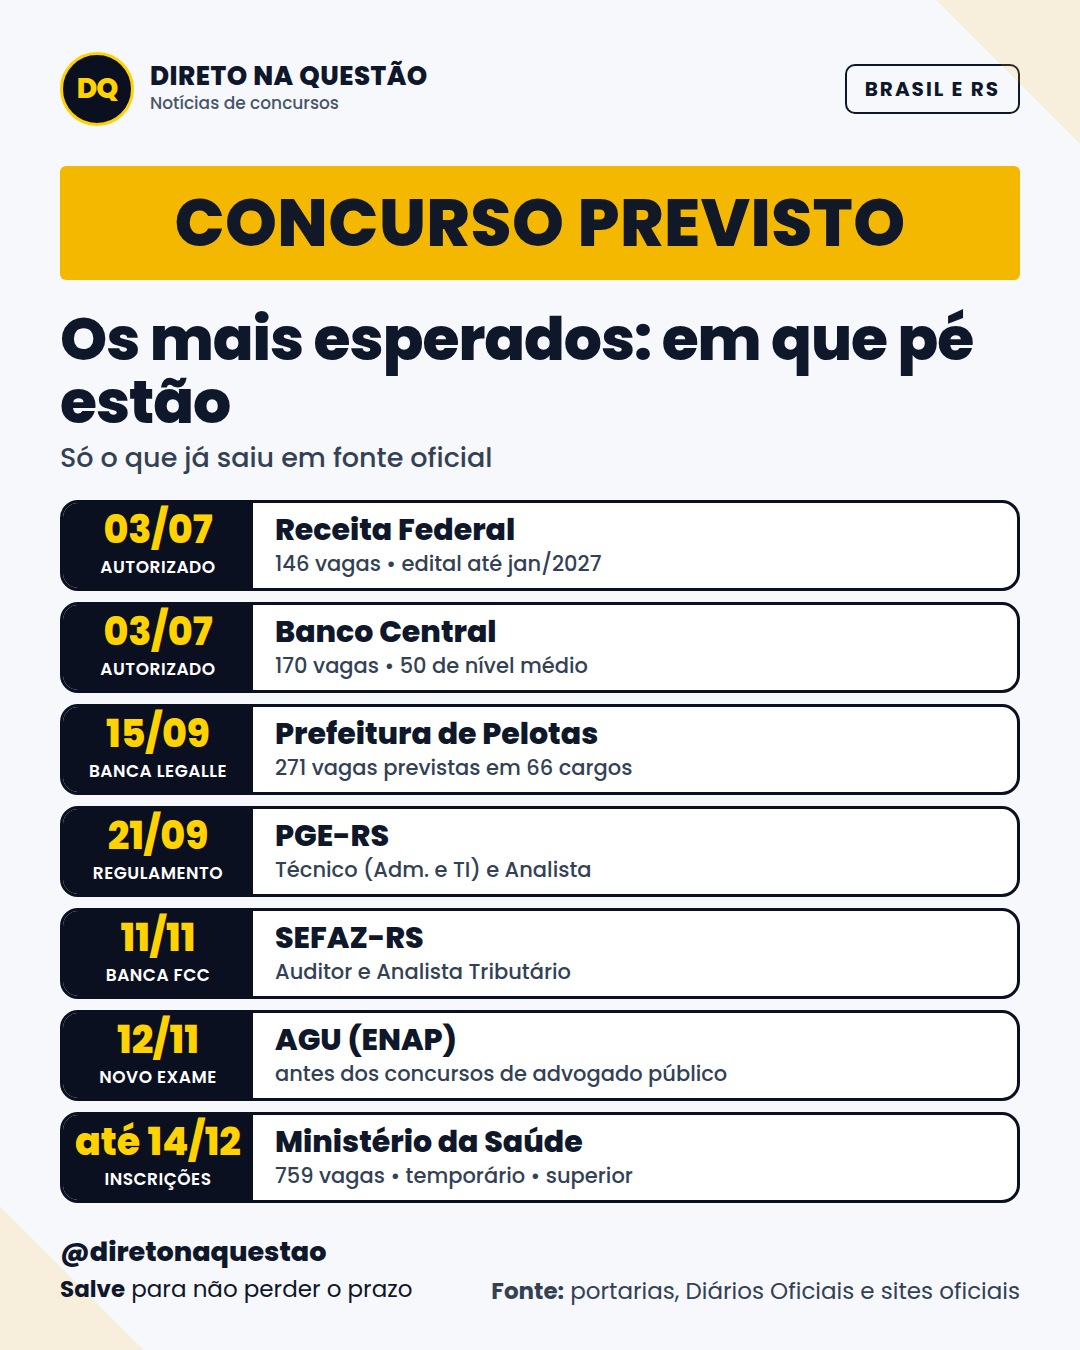 DQ
DIRETO NA QUESTÃO
Notícias de concursos
BRASIL E RS
CONCURSO PREVISTO
Os mais esperados: em que pé
estão
Só o que já saiu em fonte oficial
03/07
AUTORIZADO
Receita Federal
146 vagas • edital até jan/2027
03/07
AUTORIZADO
Banco Central
170 vagas • 50 de nível médio
15/09
BANCA LEGALLE
Prefeitura de Pelotas
271 vagas previstas em 66 cargos
21/09
REGULAMENTO
PGE-RS
Técnico (Adm. e TI) e Analista
11/11
BANCA FCC
SEFAZ-RS
Auditor e Analista Tributário
12/11
NOVO EXAME
AGU (ENAP)
antes dos concursos de advogado público
até 14/12
INSCRIÇÕES
Ministério da Saúde
759 vagas • temporário • superior
@diretonaquestao
Salve para não perder o prazo
Fonte: portarias, Diários Oficiais e sites oficiais